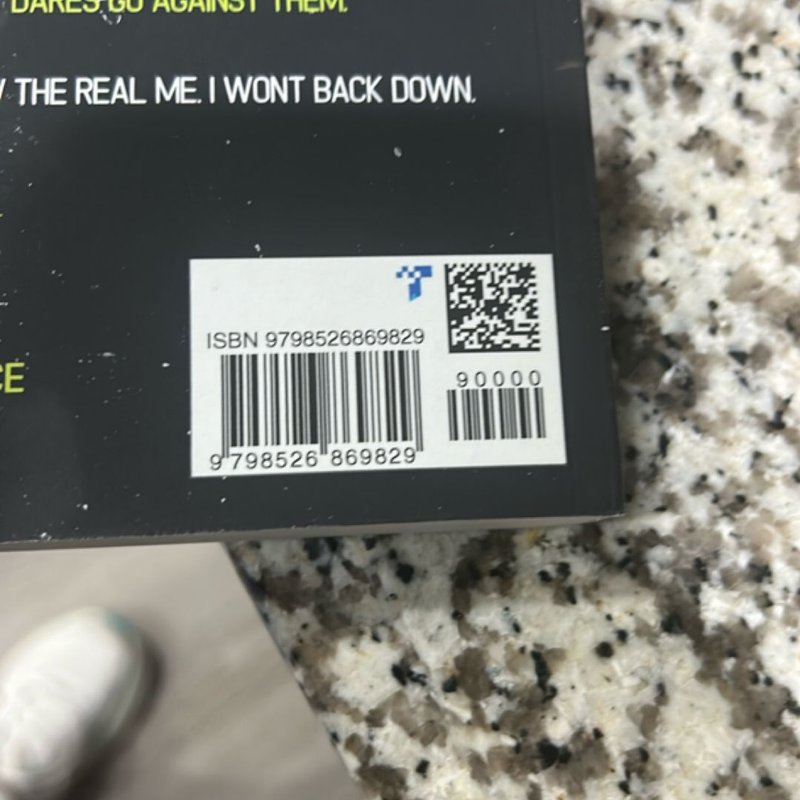 DARES GO AGAINST THEM.
THE REAL ME. I WONT BACK DOWN.
ISBN 9798526869829
90000
CE
9 798526 869829